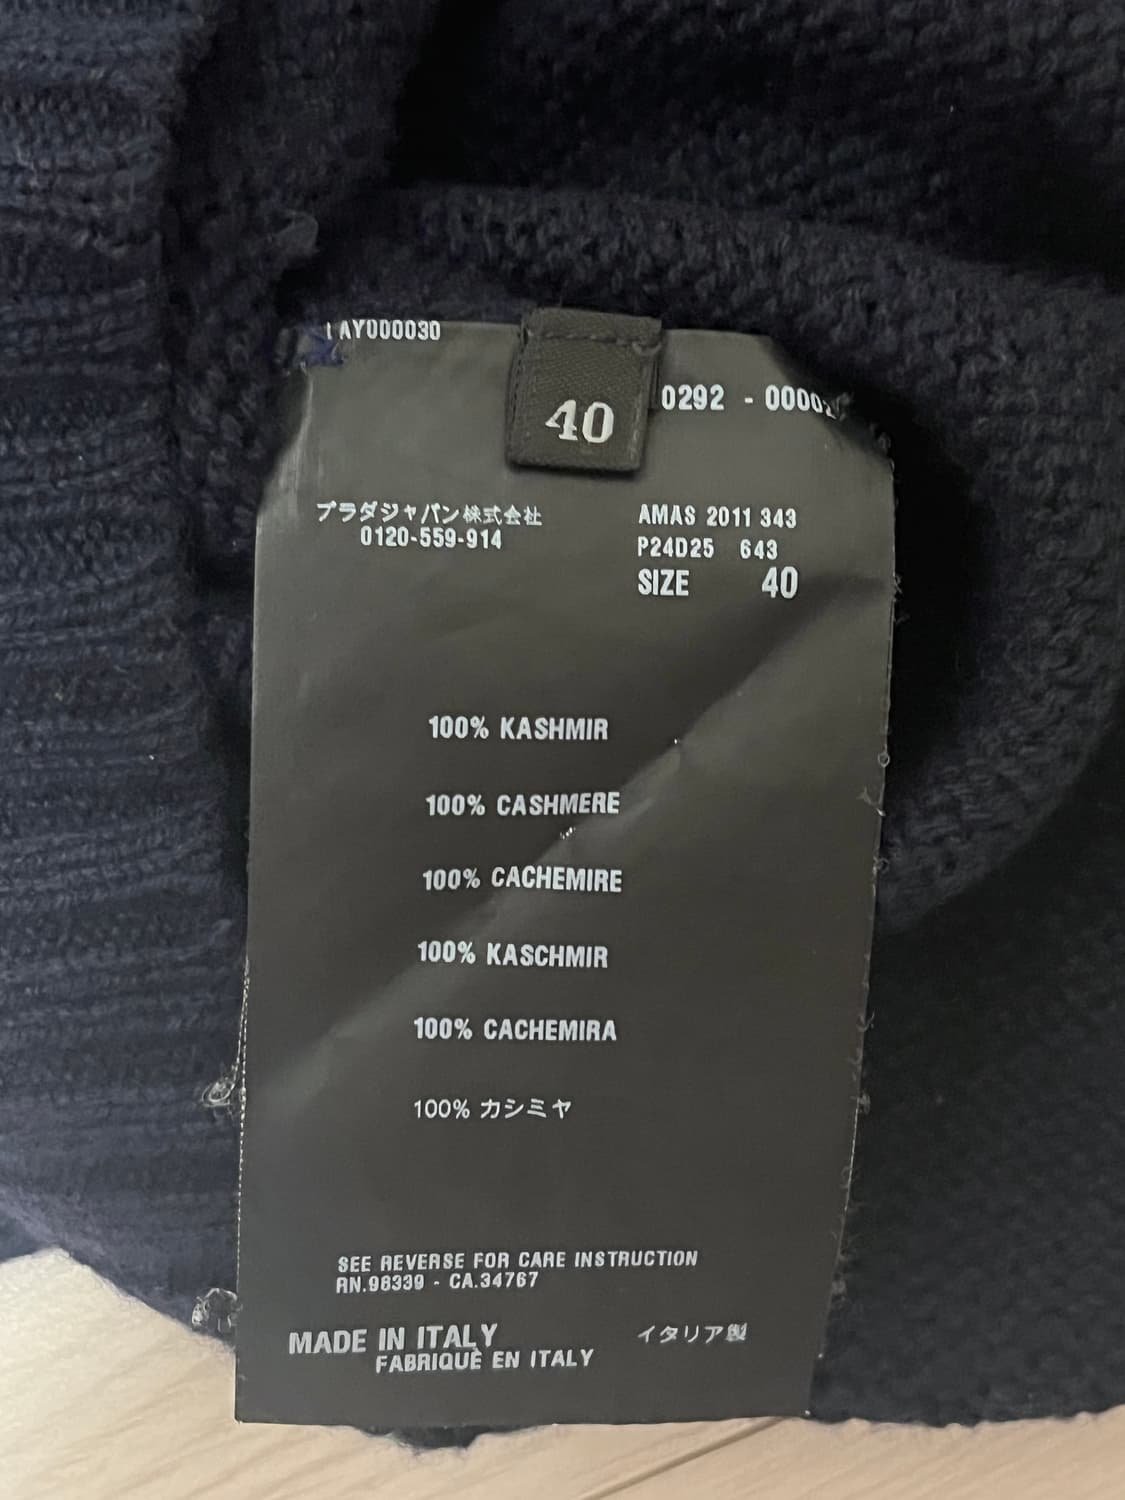 AY000030
40
0292 - 0000
プラダジャパン株式会社
0120-559-914
AMAS 2011 343
P24D25 643
SIZE 40
100% KASHMIR
100% CASHMERE
100% CACHEMIRE
100% KASCHMIR
100% CACHEMIRA
100% カシミヤ
SEE REVERSE FOR CARE INSTRUCTION
RN.98339 - CA.34767
MADE IN ITALY
FABRIQUÈ EN ITALY
イタリア製